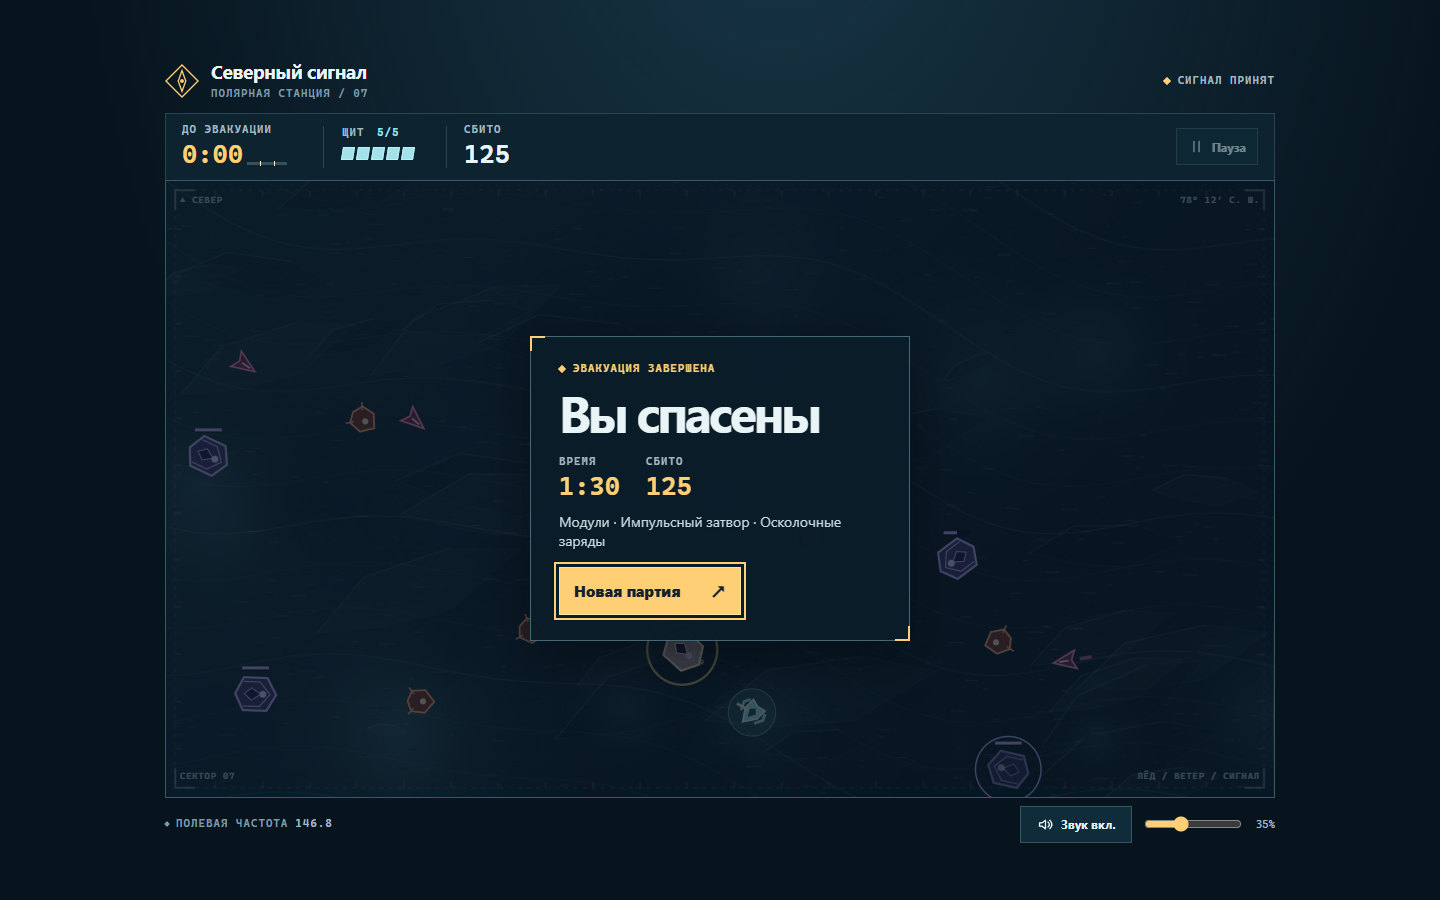 Северный сигнал
ПОЛЯРНАЯ СТАНЦИЯ / 07
СИГНАЛ ПРИНЯТ
ДО ЭВАКУАЦИИ
0:00
ЩИТ 5/5
СБИТО
125
Пауза
СЕВЕР
78° 12′ С. Ш.
ЭВАКУАЦИЯ ЗАВЕРШЕНА
Вы спасены
ВРЕМЯ СБИТО
1:30 125
Модули · Импульсный затвор · Осколочные
заряды
Новая партия ↗
СЕКТОР 07
ЛЁД / ВЕТЕР / СИГНАЛ
ПОЛЕВАЯ ЧАСТОТА 146.8
Звук вкл.
35%